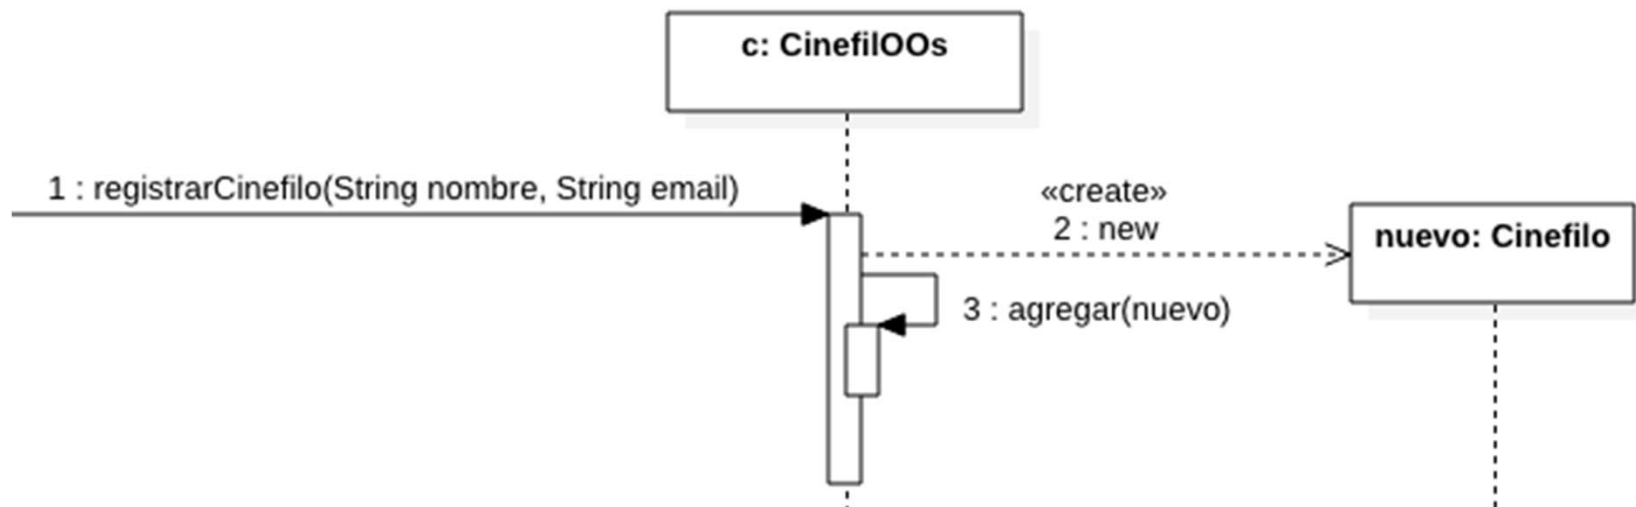 c: CinefilOOs
1 : registrarCinefilo(String nombre, String email)
«create»
2 : new
nuevo: Cinefilo
3 : agregar(nuevo)